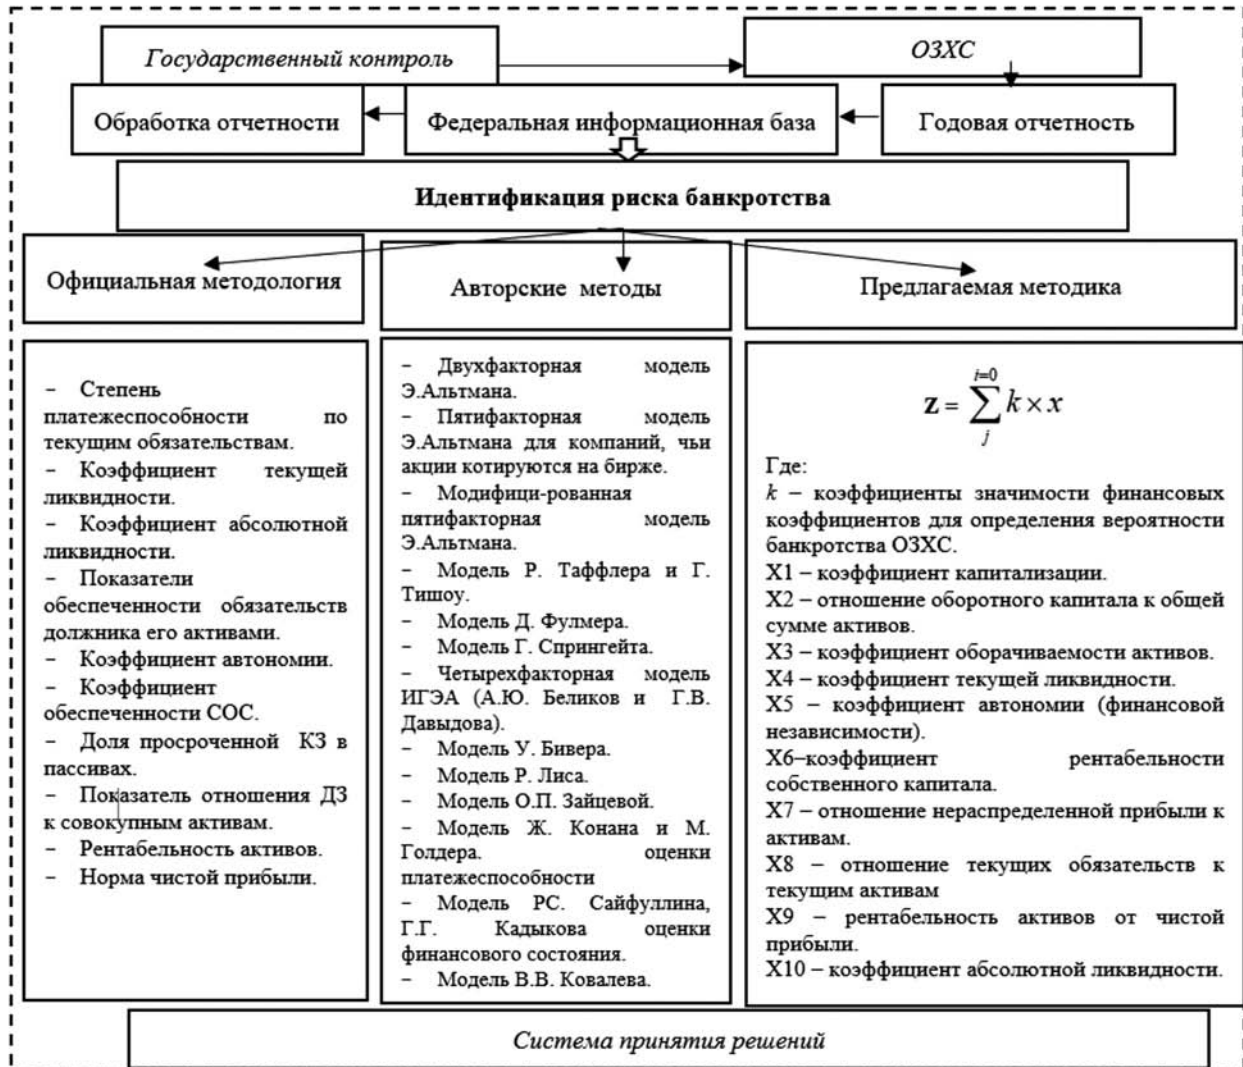 Государственный контроль
ОЗХС
Обработка отчетности
Федеральная информационная база
Годовая отчетность
Идентификация риска банкротства
Официальная методология
Авторские методы
Предлагаемая методика
– Степень
платежеспособности по
текущим обязательствам.
– Коэффициент текущей
ликвидности.
– Коэффициент абсолютной
ликвидности.
– Показатели
обеспеченности обязательств
должника его активами.
– Коэффициент автономии.
– Коэффициент
обеспеченности СОС.
– Доля просроченной КЗ в
пассивах.
– Показатель отношения ДЗ
к совокупным активам.
– Рентабельность активов.
– Норма чистой прибыли.
– Двухфакторная модель
Э.Альтмана.
– Пятифакторная модель
Э.Альтмана для компаний, чьи
акции котируются на бирже.
– Модифици-рованная
пятифакторная модель
Э.Альтмана.
– Модель Р. Таффлера и Г.
Тишоу.
– Модель Д. Фулмера.
– Модель Г. Спрингейта.
– Четырехфакторная модель
ИГЭА (А.Ю. Беликов и Г.В.
Давыдова).
– Модель У. Бивера.
– Модель Р. Лиса.
– Модель О.П. Зайцевой.
– Модель Ж. Конана и М.
Голдера. оценки
платежеспособности
– Модель РС. Сайфуллина,
Г.Г. Кадыкова оценки
финансового состояния.
– Модель В.В. Ковалева.
i=0
z = ∑ k × x
j
Где:
k – коэффициенты значимости финансовых
коэффициентов для определения вероятности
банкротства ОЗХС.
X1 – коэффициент капитализации.
X2 – отношение оборотного капитала к общей
сумме активов.
X3 – коэффициент оборачиваемости активов.
X4 – коэффициент текущей ликвидности.
X5 – коэффициент автономии (финансовой
независимости).
X6–коэффициент рентабельности
собственного капитала.
X7 – отношение нераспределенной прибыли к
активам.
X8 – отношение текущих обязательств к
текущим активам
X9 – рентабельность активов от чистой
прибыли.
X10 – коэффициент абсолютной ликвидности.
Система принятия решений